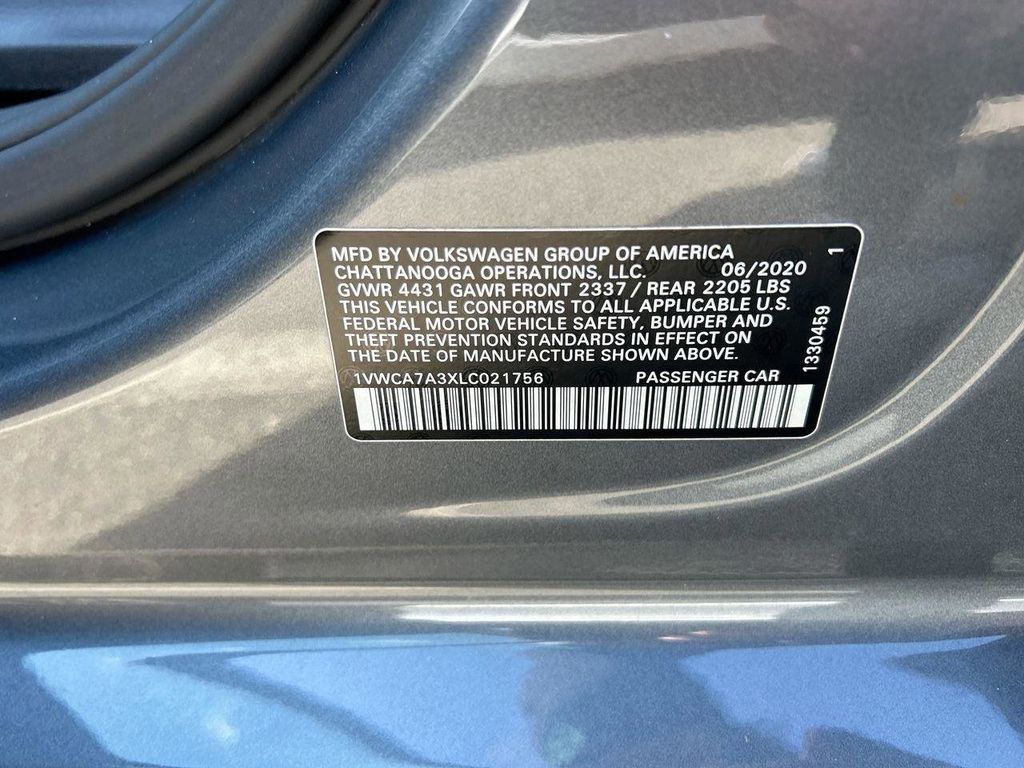 MFD BY VOLKSWAGEN GROUP OF AMERICA
CHATTANOOGA OPERATIONS, LLC. 06/2020
GVWR 4431 GAWR FRONT 2337 / REAR 2205 LBS
THIS VEHICLE CONFORMS TO ALL APPLICABLE U.S.
FEDERAL MOTOR VEHICLE SAFETY, BUMPER AND
THEFT PREVENTION STANDARDS IN EFFECT ON
THE DATE OF MANUFACTURE SHOWN ABOVE.
1VWCA7A3XLC021756 PASSENGER CAR
1330459 1